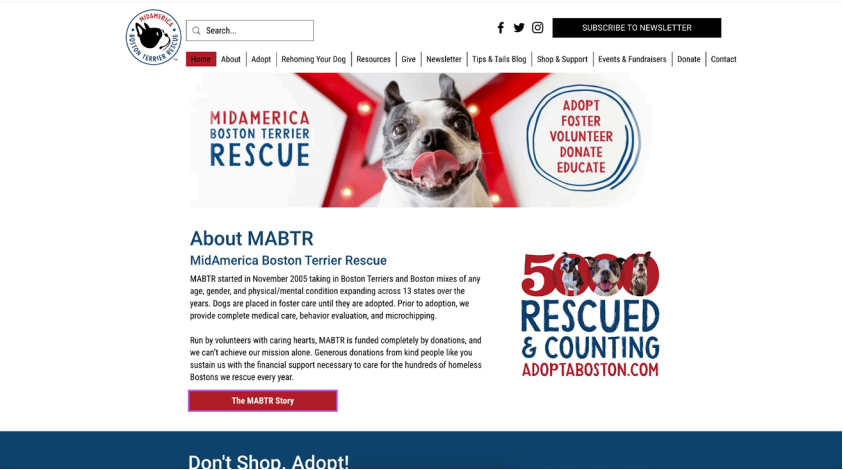 MIDAMERICA
BOSTON TERRIER RESCUE
Search...
SUBSCRIBE TO NEWSLETTER
Home
About
Adopt
Rehoming Your Dog
Resources
Give
Newsletter
Tips & Tails Blog
Shop & Support
Events & Fundraisers
Donate
Contact
MIDAMERICA
BOSTON TERRIER
RESCUE
ADOPT
FOSTER
VOLUNTEER
DONATE
EDUCATE
About MABTR
MidAmerica Boston Terrier Rescue
MABTR started in November 2005 taking in Boston Terriers and Boston mixes of any
age, gender, and physical/mental condition expanding across 13 states over the
years. Dogs are placed in foster care until they are adopted. Prior to adoption, we
provide complete medical care, behavior evaluation, and microchipping.
Run by volunteers with caring hearts, MABTR is funded completely by donations, and
we can't achieve our mission alone. Generous donations from kind people like you
sustain us with the financial support necessary to care for the hundreds of homeless
Bostons we rescue every year.
The MABTR Story
5000
RESCUED
& COUNTING
ADOPTABOSTON.COM
Don't Shop, Adopt!